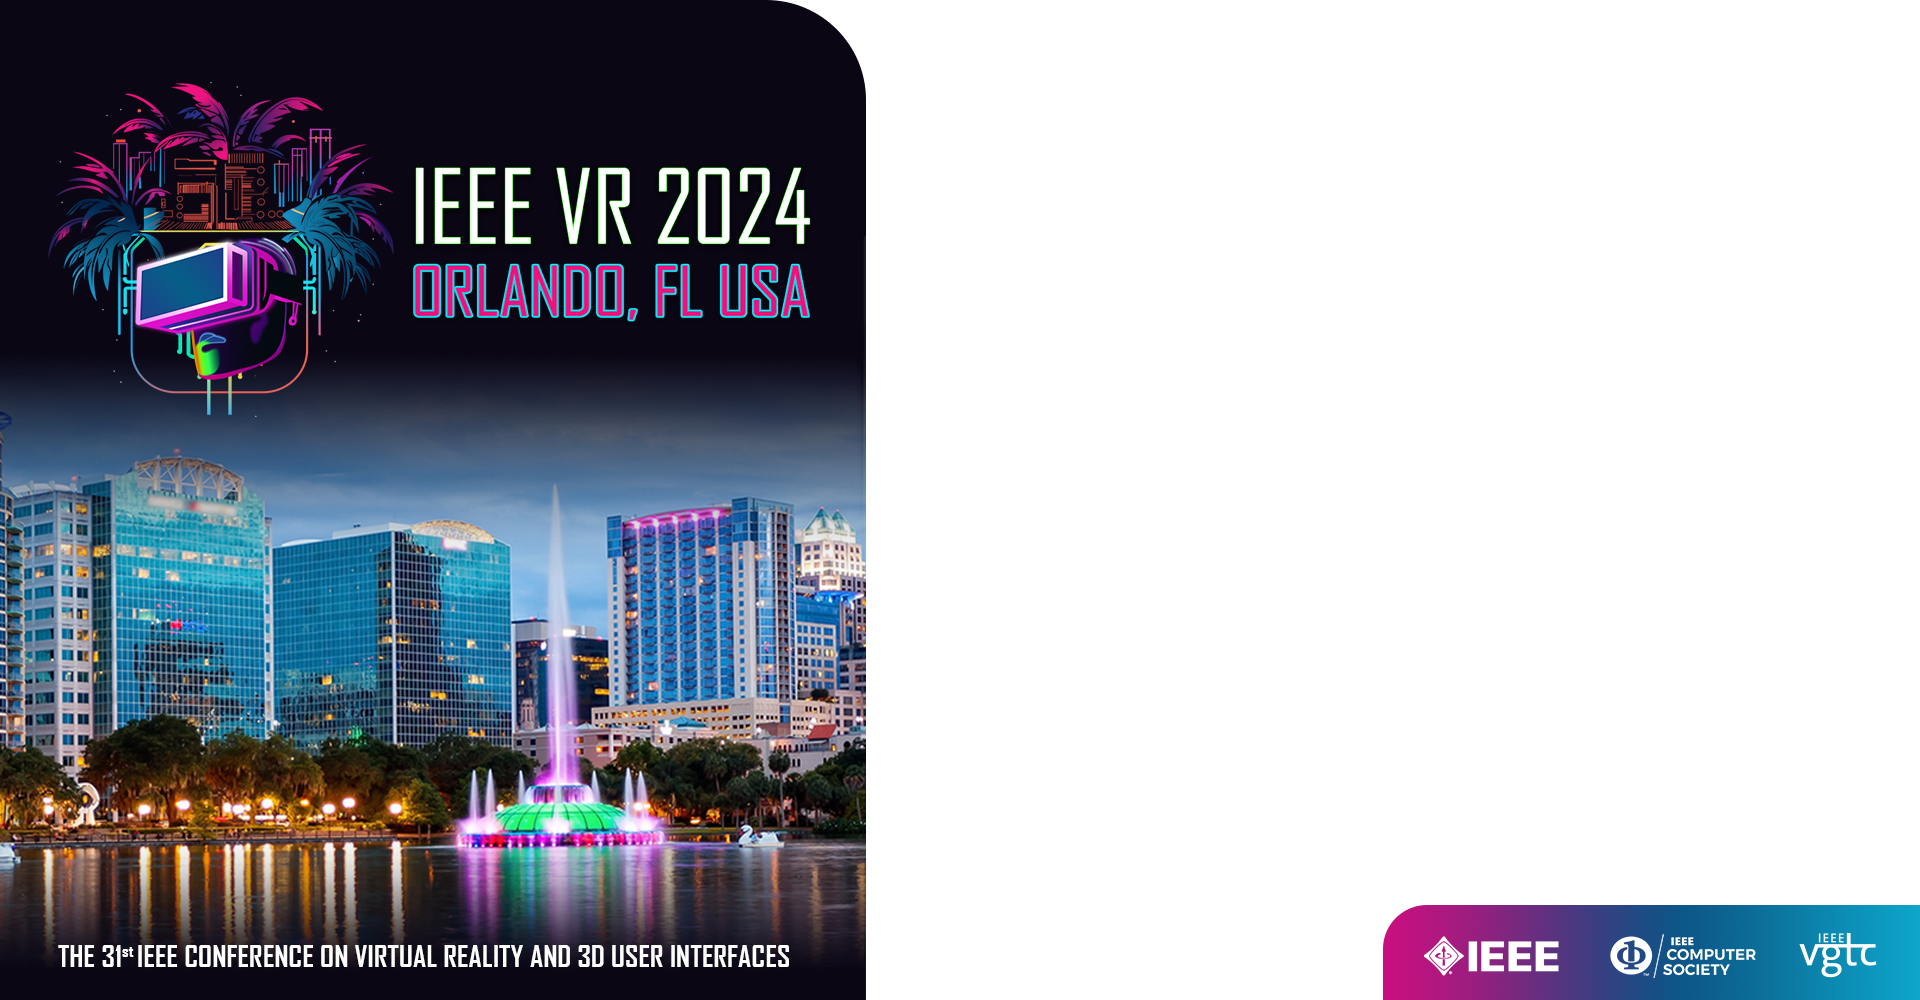 IEEE VR 2024
ORLANDO, FL USA
THE 31st IEEE CONFERENCE ON VIRTUAL REALITY AND 3D USER INTERFACES
IEEE
IEEE
COMPUTER
SOCIETY
IEEE
vgtc